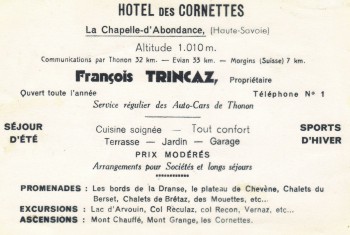 HOTEL DES CORNETTES
La Chapelle-d'Abondance, (Haute-Savoie)
Altitude 1.010 m.
Communications par Thonon 32 km. — Evian 33 km. — Morgins (Suisse) 7 km.
François TRINCAZ, Propriétaire
Ouvert toute l'année Téléphone N° 1
Service régulier des Auto-Cars de Thonon
SÉJOUR D'ÉTÉ
Cuisine soignée — Tout confort
Terrasse — Jardin — Garage
PRIX MODÉRÉS
Arrangements pour Sociétés et longs séjours
SPORTS D'HIVER
PROMENADES : Les bords de la Dranse, le plateau de Chevène, Chalets du
Berset, Chalets de Brêtaz, des Mouettes, etc...
EXCURSIONS : Lac d'Arvouin, Col Réculaz, col Reçon, Vernaz, etc...
ASCENSIONS : Mont Chauffé, Mont Grange, les Cornettes.